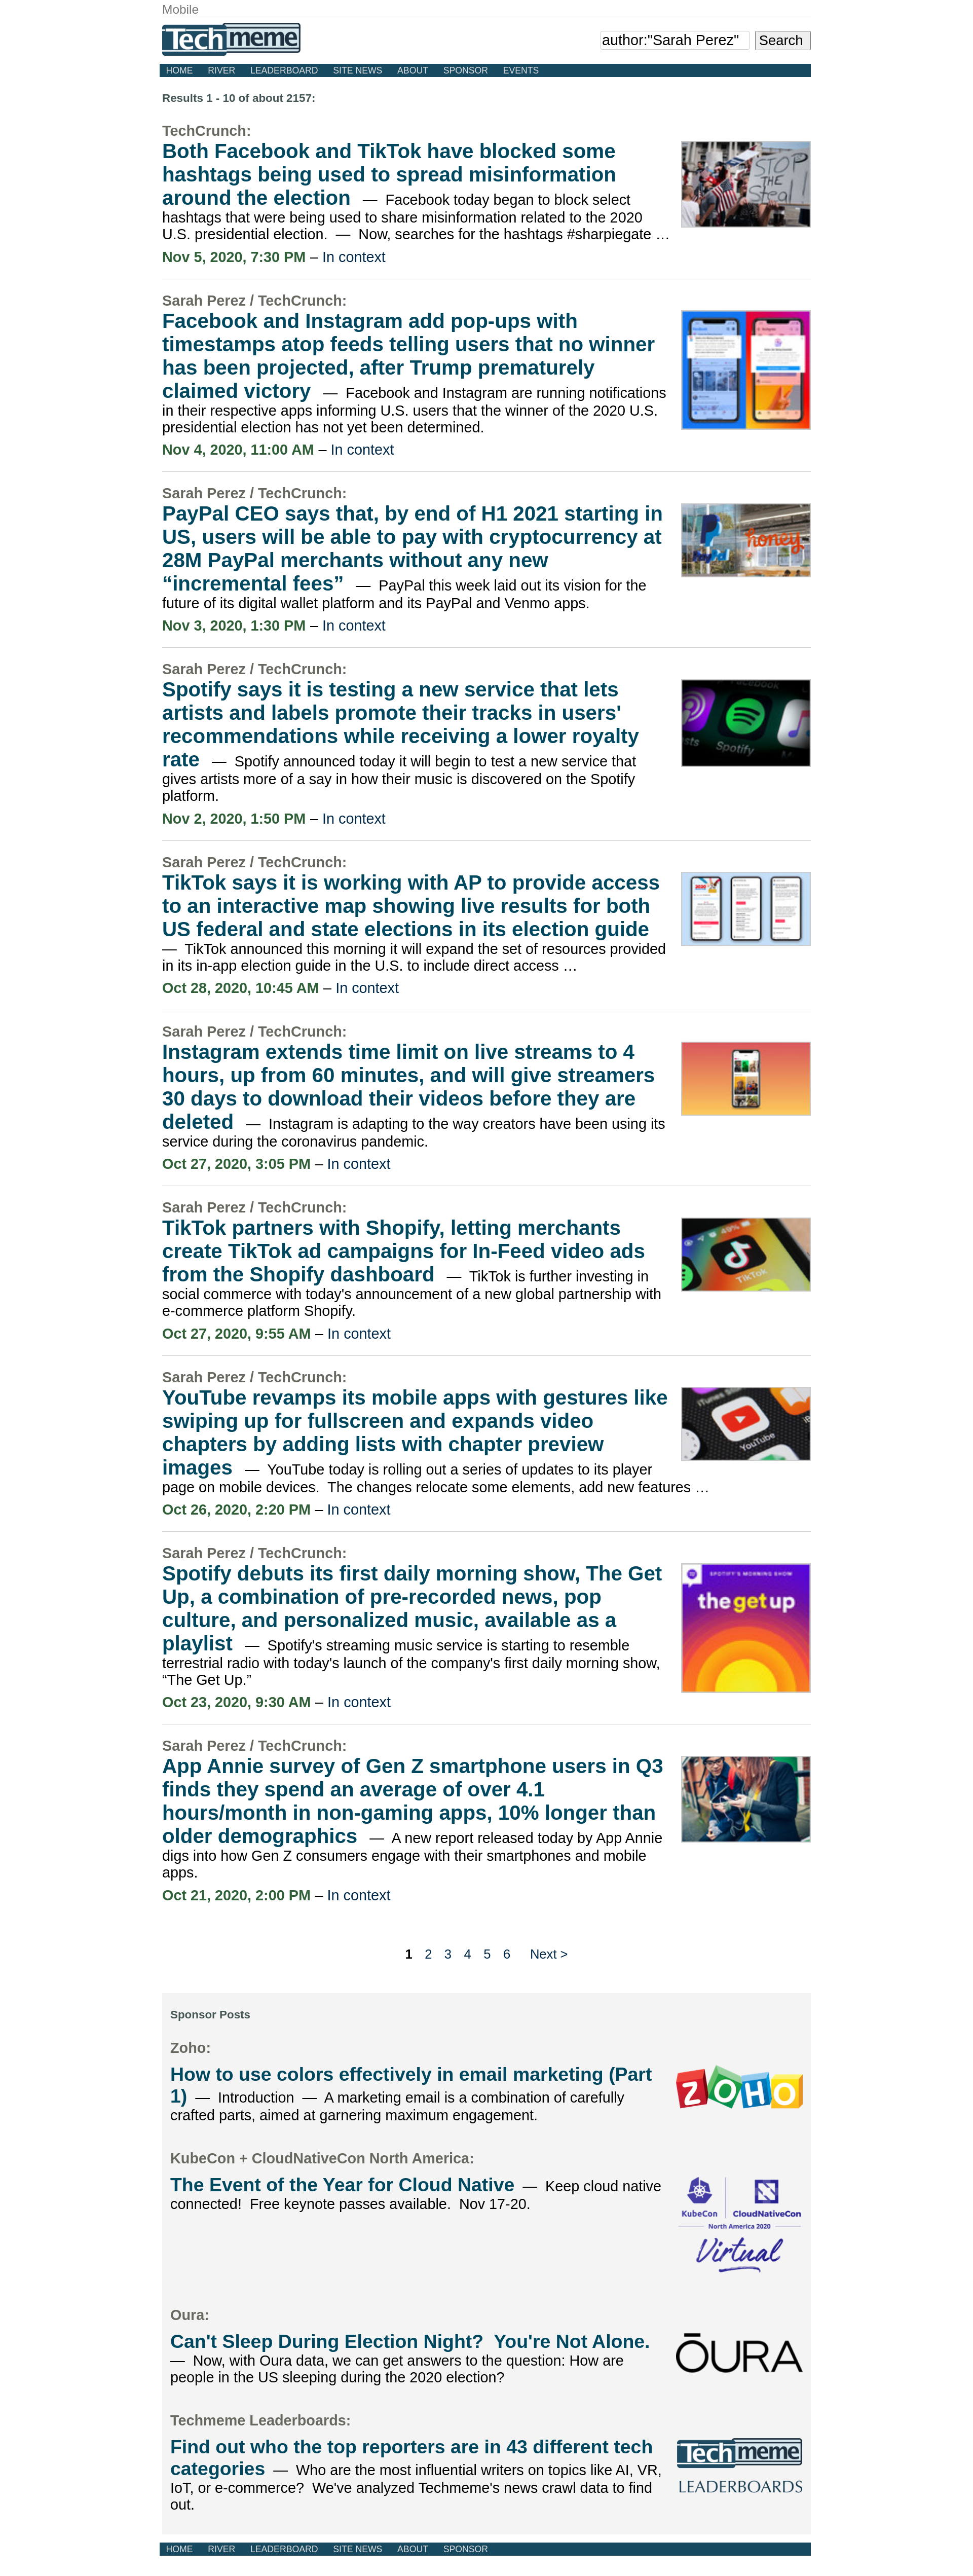 Mobile
Techmeme
author:"Sarah Perez"
Search
HOME RIVER LEADERBOARD SITE NEWS ABOUT SPONSOR EVENTS
Results 1 - 10 of about 2157:
TechCrunch:
Both Facebook and TikTok have blocked some
hashtags being used to spread misinformation
around the election — Facebook today began to block select
hashtags that were being used to share misinformation related to the 2020
U.S. presidential election. — Now, searches for the hashtags #sharpiegate …
STOP THE Steal!
Nov 5, 2020, 7:30 PM – In context
Sarah Perez / TechCrunch:
Facebook and Instagram add pop-ups with
timestamps atop feeds telling users that no winner
has been projected, after Trump prematurely
claimed victory — Facebook and Instagram are running notifications
in their respective apps informing U.S. users that the winner of the 2020 U.S.
presidential election has not yet been determined.
Nov 4, 2020, 11:00 AM – In context
Sarah Perez / TechCrunch:
PayPal CEO says that, by end of H1 2021 starting in
US, users will be able to pay with cryptocurrency at
28M PayPal merchants without any new
“incremental fees” — PayPal this week laid out its vision for the
future of its digital wallet platform and its PayPal and Venmo apps.
PayPal honey
Nov 3, 2020, 1:30 PM – In context
Sarah Perez / TechCrunch:
Spotify says it is testing a new service that lets
artists and labels promote their tracks in users'
recommendations while receiving a lower royalty
rate — Spotify announced today it will begin to test a new service that
gives artists more of a say in how their music is discovered on the Spotify
platform.
Spotify
Nov 2, 2020, 1:50 PM – In context
Sarah Perez / TechCrunch:
TikTok says it is working with AP to provide access
to an interactive map showing live results for both
US federal and state elections in its election guide
— TikTok announced this morning it will expand the set of resources provided
in its in-app election guide in the U.S. to include direct access …
Oct 28, 2020, 10:45 AM – In context
Sarah Perez / TechCrunch:
Instagram extends time limit on live streams to 4
hours, up from 60 minutes, and will give streamers
30 days to download their videos before they are
deleted — Instagram is adapting to the way creators have been using its
service during the coronavirus pandemic.
Oct 27, 2020, 3:05 PM – In context
Sarah Perez / TechCrunch:
TikTok partners with Shopify, letting merchants
create TikTok ad campaigns for In-Feed video ads
from the Shopify dashboard — TikTok is further investing in
social commerce with today's announcement of a new global partnership with
e-commerce platform Shopify.
TikTok
Oct 27, 2020, 9:55 AM – In context
Sarah Perez / TechCrunch:
YouTube revamps its mobile apps with gestures like
swiping up for fullscreen and expands video
chapters by adding lists with chapter preview
images — YouTube today is rolling out a series of updates to its player
page on mobile devices. The changes relocate some elements, add new features …
YouTube
Oct 26, 2020, 2:20 PM – In context
Sarah Perez / TechCrunch:
Spotify debuts its first daily morning show, The Get
Up, a combination of pre-recorded news, pop
culture, and personalized music, available as a
playlist — Spotify's streaming music service is starting to resemble
terrestrial radio with today's launch of the company's first daily morning show,
“The Get Up.”
SPOTIFY'S MORNING SHOW
the get up
Oct 23, 2020, 9:30 AM – In context
Sarah Perez / TechCrunch:
App Annie survey of Gen Z smartphone users in Q3
finds they spend an average of over 4.1
hours/month in non-gaming apps, 10% longer than
older demographics — A new report released today by App Annie
digs into how Gen Z consumers engage with their smartphones and mobile
apps.
Oct 21, 2020, 2:00 PM – In context
1 2 3 4 5 6 Next >
Sponsor Posts
Zoho:
How to use colors effectively in email marketing (Part
1) — Introduction — A marketing email is a combination of carefully
crafted parts, aimed at garnering maximum engagement.
ZOHO
KubeCon + CloudNativeCon North America:
The Event of the Year for Cloud Native — Keep cloud native
connected! Free keynote passes available. Nov 17-20.
KubeCon CloudNativeCon
North America 2020
Virtual
Oura:
Can't Sleep During Election Night? You're Not Alone.
— Now, with Oura data, we can get answers to the question: How are
people in the US sleeping during the 2020 election?
ŌURA
Techmeme Leaderboards:
Find out who the top reporters are in 43 different tech
categories — Who are the most influential writers on topics like AI, VR,
IoT, or e-commerce? We've analyzed Techmeme's news crawl data to find
out.
Techmeme
LEADERBOARDS
HOME RIVER LEADERBOARD SITE NEWS ABOUT SPONSOR